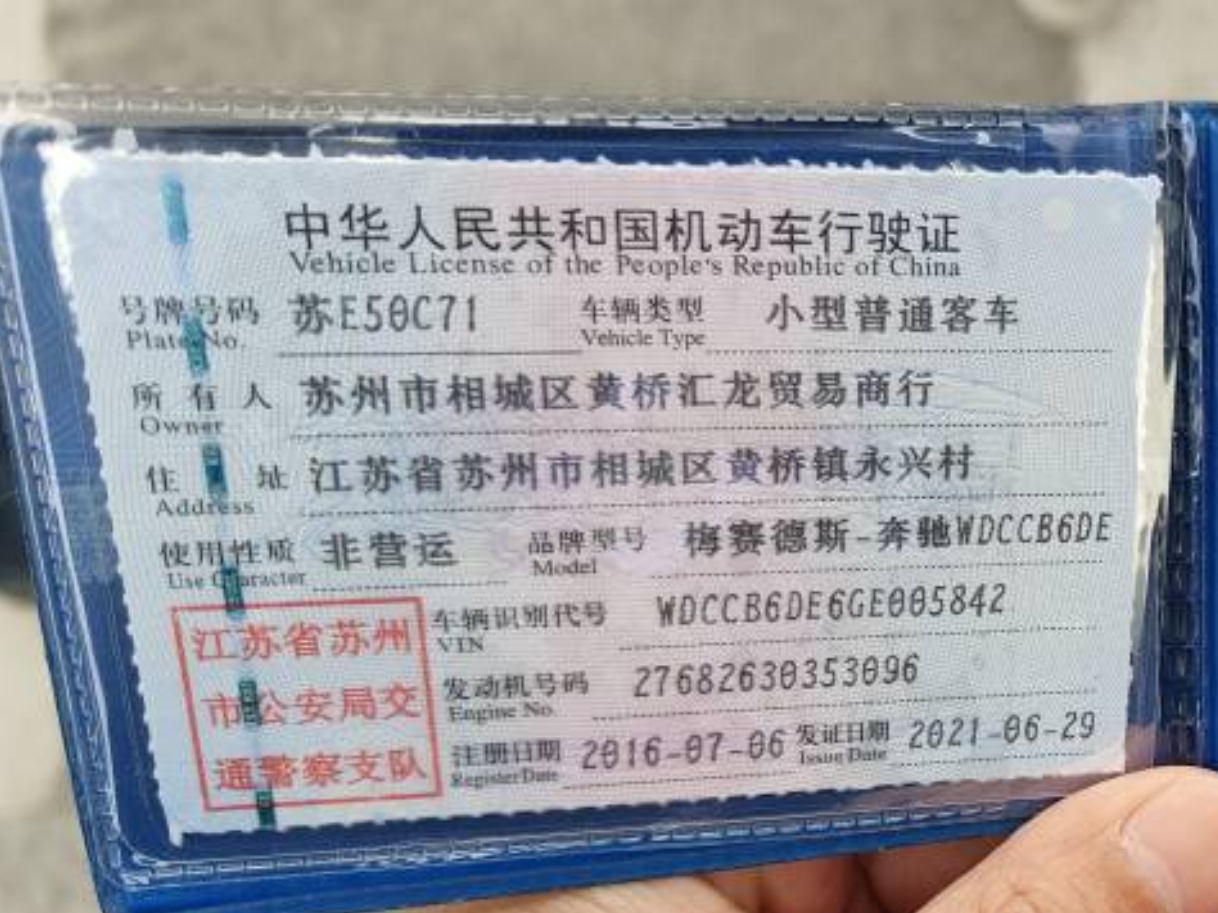 中华人民共和国机动车行驶证
Vehicle License of the People's Republic of China
号牌号码 苏E50C71 车辆类型 小型普通客车
Plate No. Vehicle Type
所有人 苏州市相城区黄桥汇龙贸易商行
Owner
住址 江苏省苏州市相城区黄桥镇永兴村
Address
使用性质 非营运 品牌型号 梅赛德斯-奔驰WDCCB6DE
Use Character Model
江苏省苏州
市公安局交
通警察支队
车辆识别代号 WDCCB6DE6GE005842
VIN
发动机号码 27682630353096
Engine No.
注册日期 2016-07-06 发证日期 2021-06-29
Register Date Issue Date